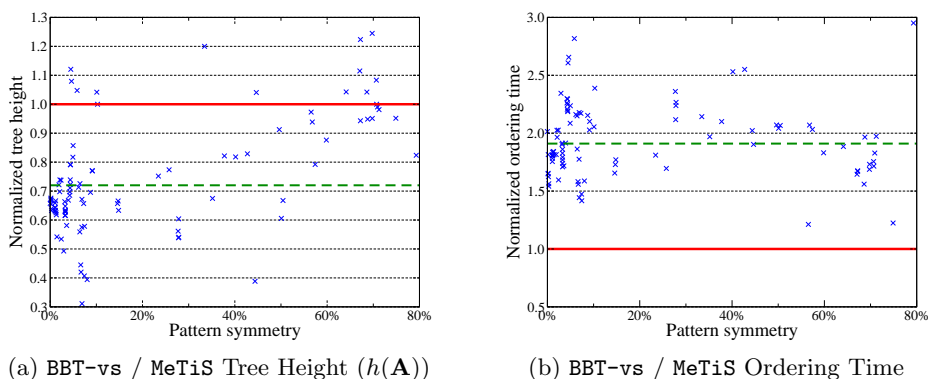 1.3
1.2
1.1
1.0
0.9
0.8
0.7
0.6
0.5
0.4
0.3
Normalized tree height
0% 20% 40% 60% 80%
Pattern symmetry
(a) BBT-vs / MeTiS Tree Height (h(A))
3.0
2.5
2.0
1.5
1.0
0.5
Normalized ordering time
0% 20% 40% 60% 80%
Pattern symmetry
(b) BBT-vs / MeTiS Ordering Time